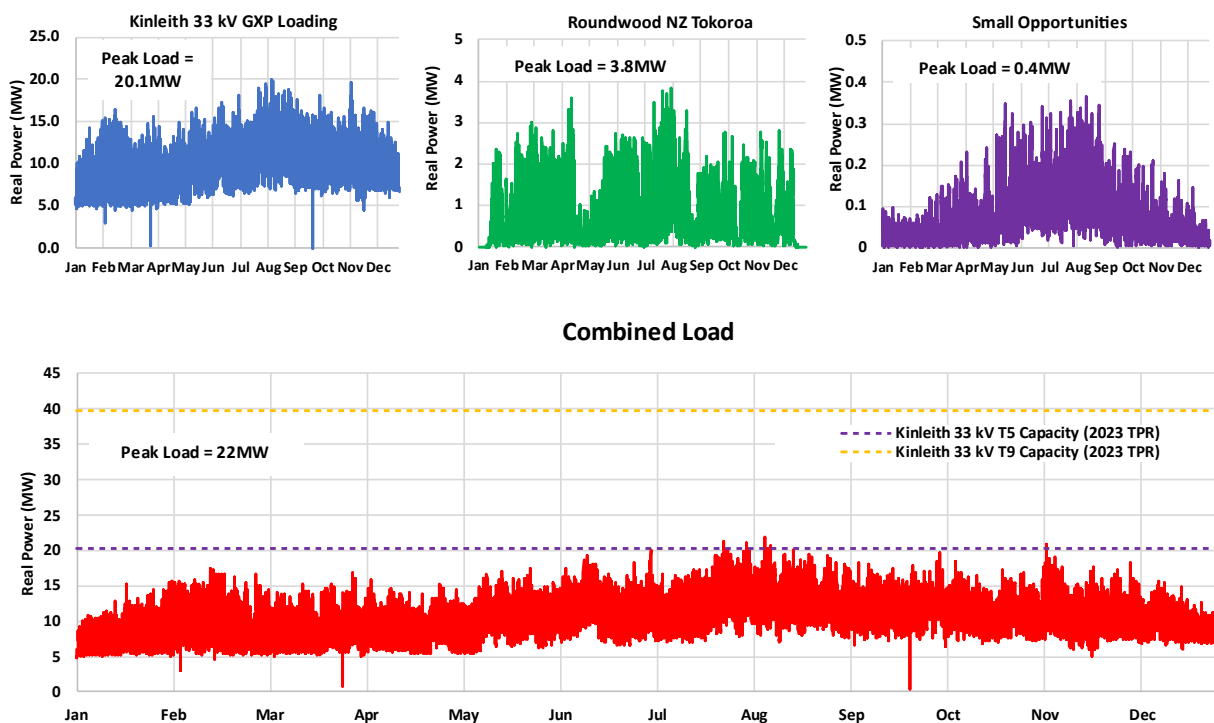 Kinleith 33 kV GXP Loading
25.0
20.0
15.0
10.0
5.0
0.0
Real Power (MW)
Peak Load =
20.1MW
Jan Feb Mar Apr May Jun Jul Aug Sep Oct Nov Dec
Roundwood NZ Tokoroa
5
4
3
2
1
0
Real Power (MW)
Peak Load = 3.8MW
Jan Feb Mar Apr May Jun Jul Aug Sep Oct Nov Dec
Small Opportunities
0.5
0.4
0.3
0.2
0.1
0
Real Power (MW)
Peak Load = 0.4MW
Jan Feb Mar Apr May Jun Jul Aug Sep Oct Nov Dec
Combined Load
45
40
35
30
25
20
15
10
5
0
Real Power (MW)
Peak Load = 22MW
Kinleith 33 kV T5 Capacity (2023 TPR)
Kinleith 33 kV T9 Capacity (2023 TPR)
Jan Feb Mar Apr May Jun Jul Aug Sep Oct Nov Dec